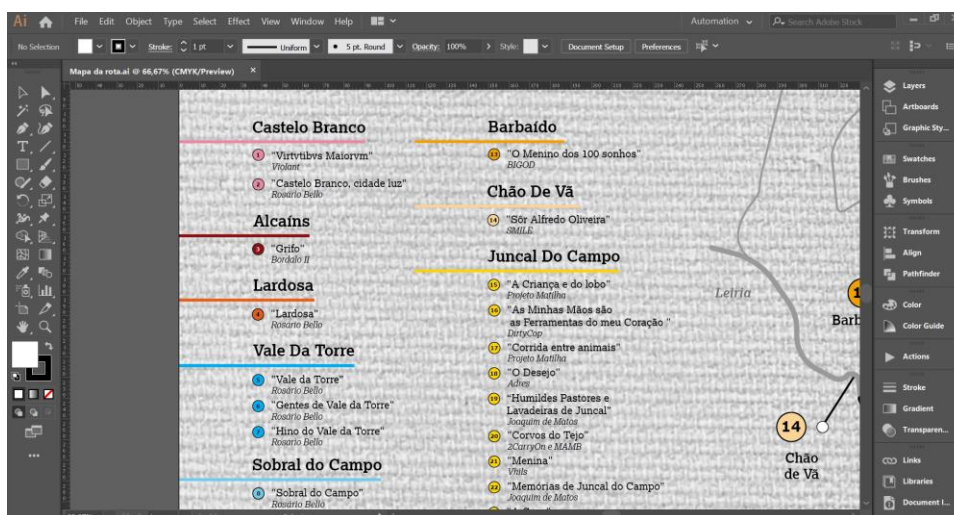 Ai File Edit Object Type Select Effect View Window Help
Automation
Search Adobe Stock
No Selection Stroke: 1 pt Uniform 5 pt. Round Opacity: 100% Style: Document Setup Preferences
Mapa da rota.ai @ 66,67% (CMYK/Preview) ×
Castelo Branco
1 "Virtvtibvs Maiorvm"
Violant
2 "Castelo Branco, cidade luz"
Rosário Bello
Alcaíns
3 "Grifo"
Bordalo II
Lardosa
4 "Lardosa"
Rosário Bello
Vale Da Torre
5 "Vale da Torre"
Rosário Bello
6 "Gentes de Vale da Torre"
Rosário Bello
7 "Hino do Vale da Torre"
Rosário Bello
Sobral do Campo
8 "Sobral do Campo"
Rosário Bello
Barbaído
13 "O Menino dos 100 sonhos"
BIGOD
Chão De Vã
14 "Sôr Alfredo Oliveira"
SMILE
Juncal Do Campo
15 "A Criança e do lobo"
Projeto Matilha
16 "As Minhas Mãos são
as Ferramentas do meu Coração "
DirtyCop
17 "Corrida entre animais"
Projeto Matilha
18 "O Desejo"
Adres
19 "Humildes Pastores e
Lavadeiras de Juncal"
Joaquim de Matos
20 "Corvos do Tejo"
2CarryOn e MAMB
21 "Menina"
Vhils
22 "Memórias de Juncal do Campo"
Joaquim de Matos
Leiria
Barb
14
Chão
de Vã
Layers
Artboards
Graphic Sty...
Swatches
Brushes
Symbols
Transform
Align
Pathfinder
Color
Color Guide
Actions
Stroke
Gradient
Transparen...
Links
Libraries
Document I...